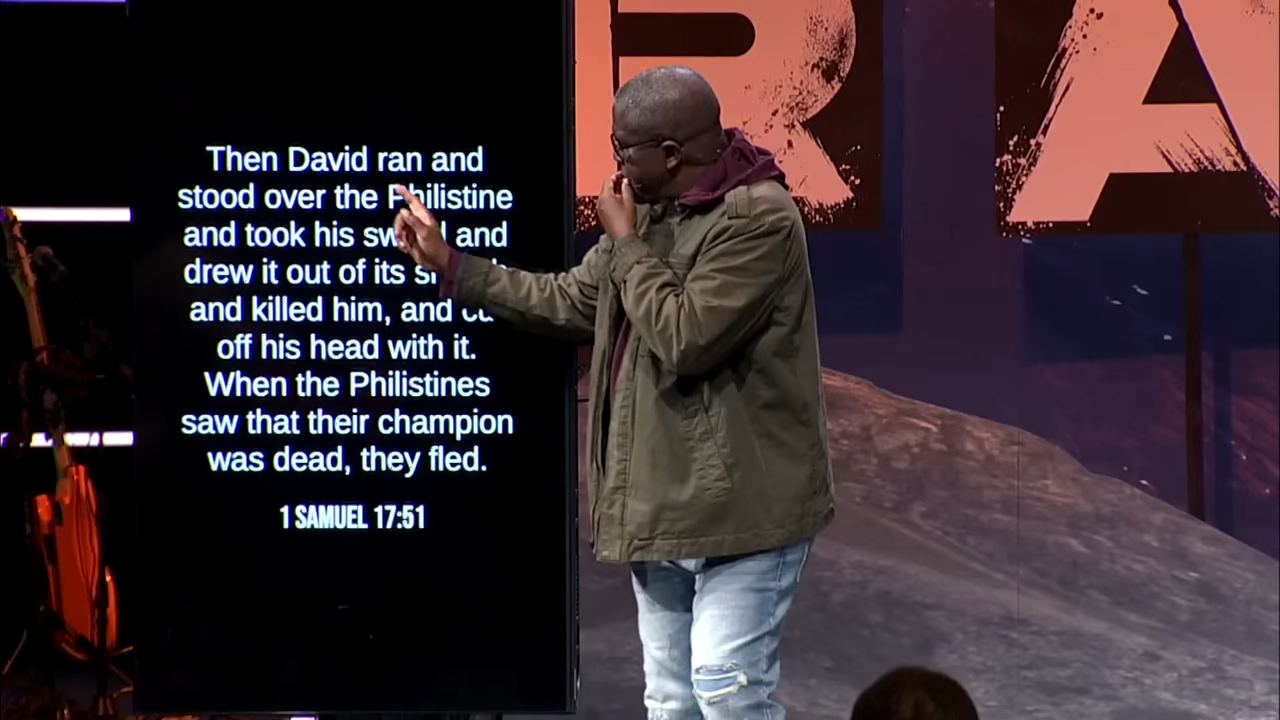 Then David ran and
stood over the Philistine
and took his and
drew it out of its
and killed him, and
off his head with it.
When the Philistines
saw that their champion
was dead, they fled.
1 SAMUEL 17:51
RA